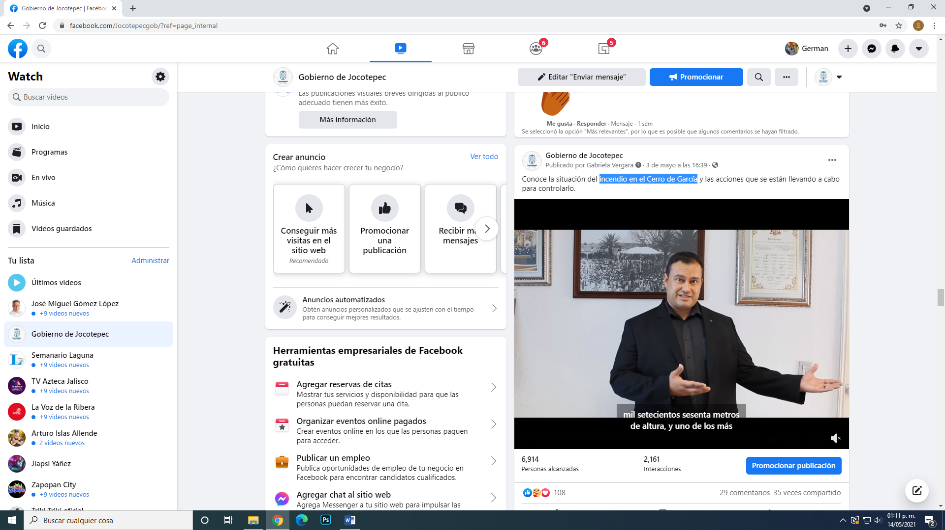 Gobierno de Jocotepec | Facebo
facebook.com/Jocotepecgob/?ref=page_internal
6
5
German
Watch
Buscar videos
Inicio
Programas
En vivo
Música
Videos guardados
Tu lista
Administrar
Últimos videos
José Miguel Gómez López
+9 videos nuevos
Gobierno de Jocotepec
Semanario Laguna
+9 videos nuevos
TV Azteca Jalisco
+9 videos nuevos
La Voz de la Ribera
+9 videos nuevos
Arturo Islas Allende
2 videos nuevos
Jiapsi Yáñez
Zapopan City
+9 videos nuevos
Gobierno de Jocotepec
Editar "Enviar mensaje"
Promocionar
Las publicaciones visuales breves dirigidas al público
adecuado tienen más éxito.
Más información
Crear anuncio
Ver todo
¿Cómo quieres hacer crecer tu negocio?
Conseguir más
visitas en el
sitio web
Recomendado
Promocionar
una
publicación
Recibir más
mensajes
Anuncios automatizados
Obtén anuncios personalizados que se ajusten con el tiempo
para conseguir mejores resultados.
Herramientas empresariales de Facebook
gratuitas
Agregar reservas de citas
Mostrar tus servicios y disponibilidad para que las
personas puedan reservar una cita.
Organizar eventos online pagados
Crear eventos online en los que las personas paquen
para acceder.
Publicar un empleo
Publica oportunidades de empleo de tu negocio en
Facebook para encontrar candidatos cualificados.
Agregar chat al sitio web
Agrega Messenger a tu sitio web para impulsar las
Me gusta · Responder · Mensaje · 1 sem
Se seleccionó la opción "Más relevantes", por lo que es posible que algunos comentarios se hayan filtrado.
Gobierno de Jocotepec
Publicado por Gabriela Vergara · 3 de mayo a las 16:39 ·
Conoce la situación del incendio en el Cerro de García y las acciones que se están llevando a cabo
para controlarlo.
mil setecientos sesenta metros
de altura, y uno de los más
6,914
Personas alcanzadas
2,161
Interacciones
Promocionar publicación
108
29 comentarios 35 veces compartido
Buscar cualquier cosa
01:11 p. m.
14/05/2021
2